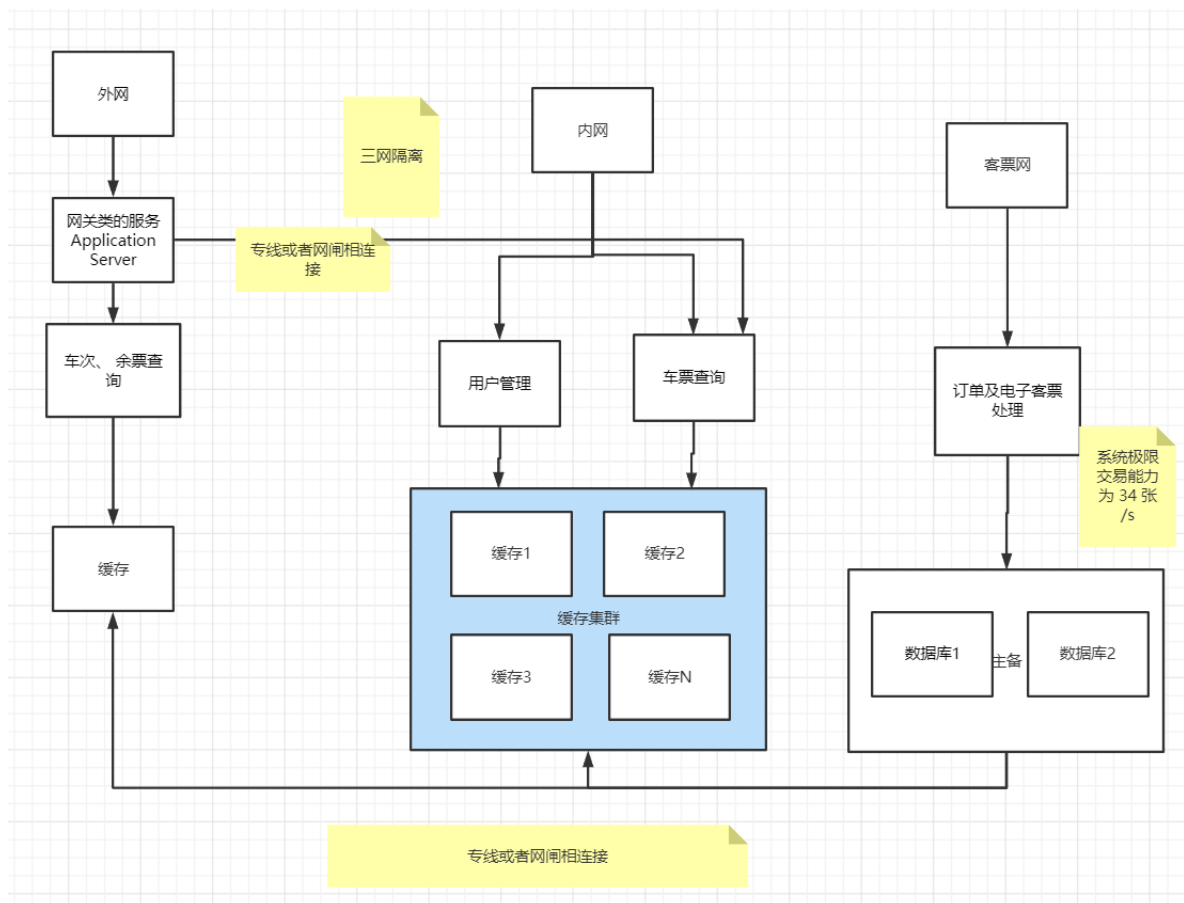 外网
网关类的服务
Application
Server
车次、 余票查
询
缓存
三网隔离
专线或者网闸相连
接
内网
用户管理
车票查询
缓存1
缓存2
缓存集群
缓存3
缓存N
客票网
订单及电子客票
处理
系统极限
交易能力
为 34 张
/s
数据库1
主备
数据库2
专线或者网闸相连接